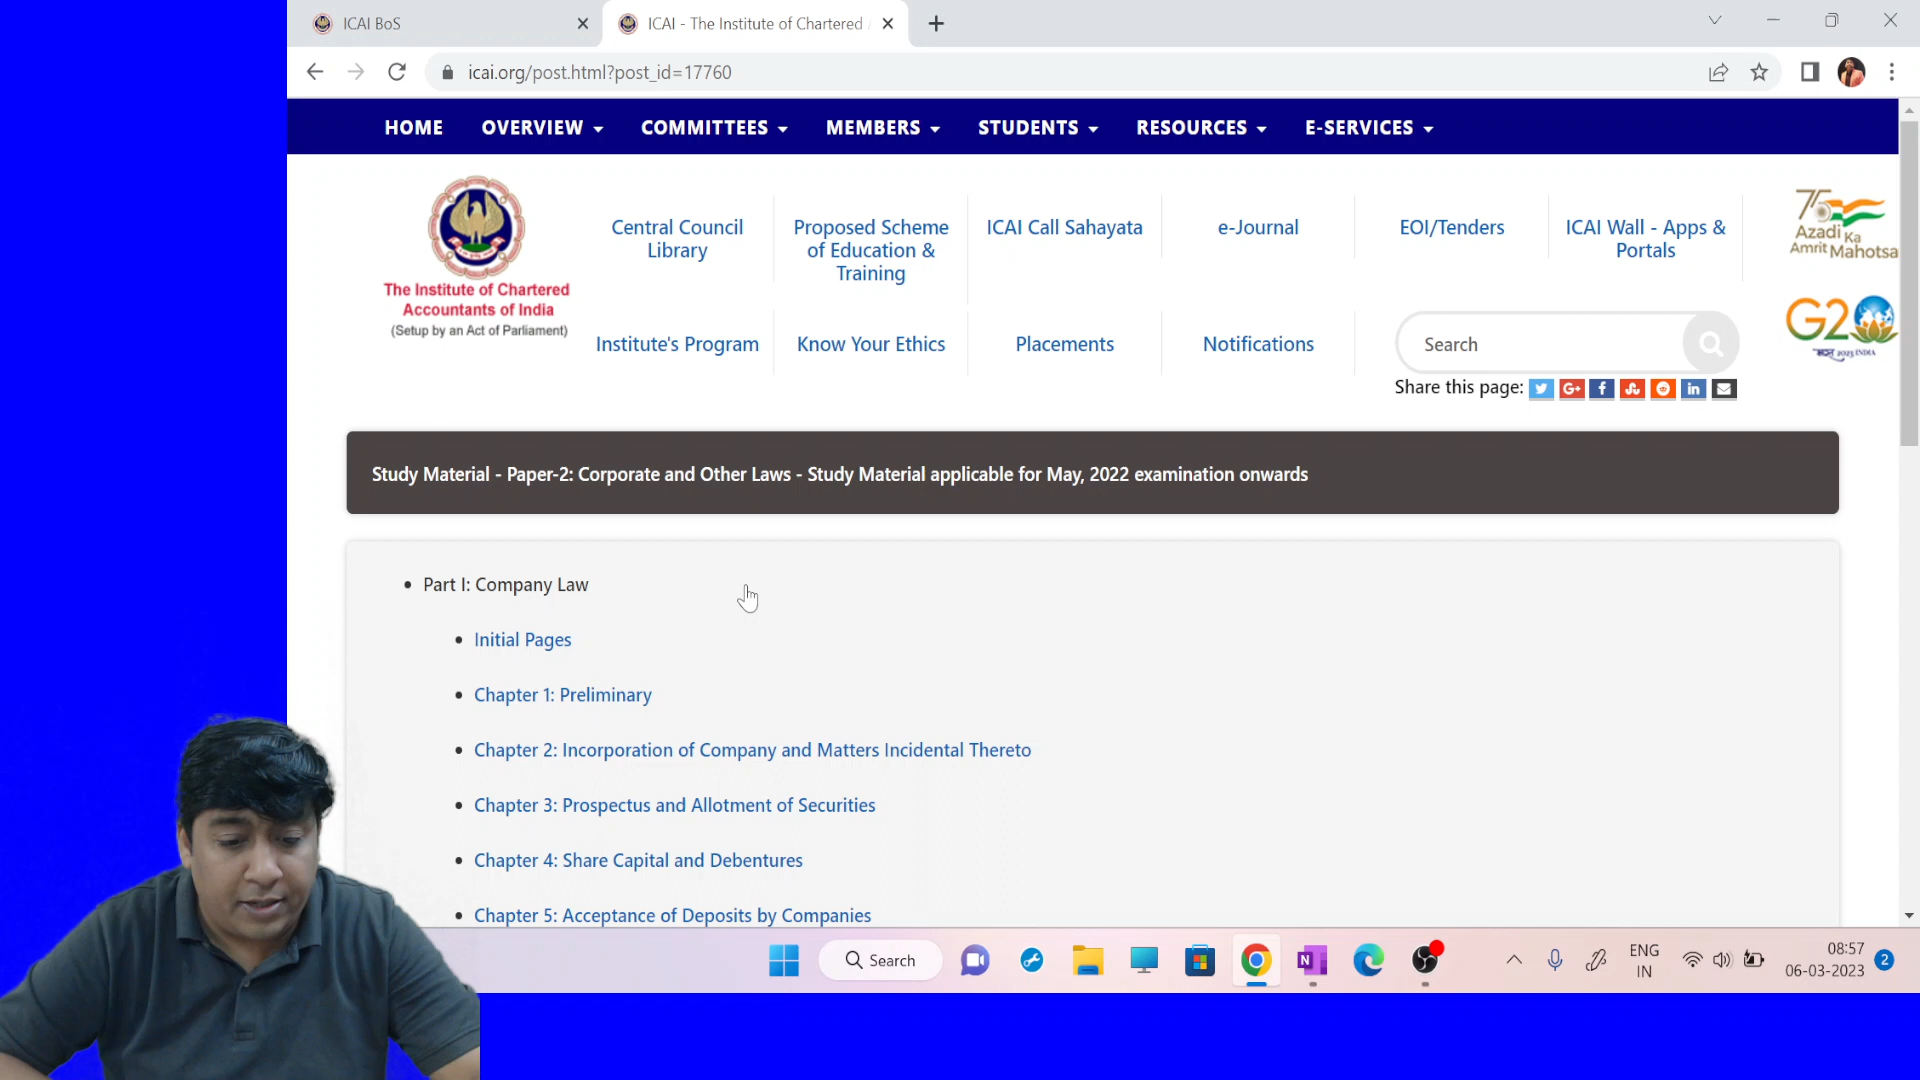 ICAI BoS
ICAI - The Institute of Chartered
icai.org/post.html?post_id=17760
HOME OVERVIEW COMMITTEES MEMBERS STUDENTS RESOURCES E-SERVICES
The Institute of Chartered
Accountants of India
(Setup by an Act of Parliament)
Central Council
Library
Proposed Scheme
of Education &
Training
ICAI Call Sahayata
e-Journal
EOI/Tenders
ICAI Wall - Apps &
Portals
75
Azadi Ka
Amrit Mahotsa
Institute's Program
Know Your Ethics
Placements
Notifications
Search
G20
2023 INDIA
Share this page:
G+
f
in
Study Material - Paper-2: Corporate and Other Laws - Study Material applicable for May, 2022 examination onwards
Part I: Company Law
Initial Pages
Chapter 1: Preliminary
Chapter 2: Incorporation of Company and Matters Incidental Thereto
Chapter 3: Prospectus and Allotment of Securities
Chapter 4: Share Capital and Debentures
Chapter 5: Acceptance of Deposits by Companies
Search
N
ENG
IN
08:57
06-03-2023
2